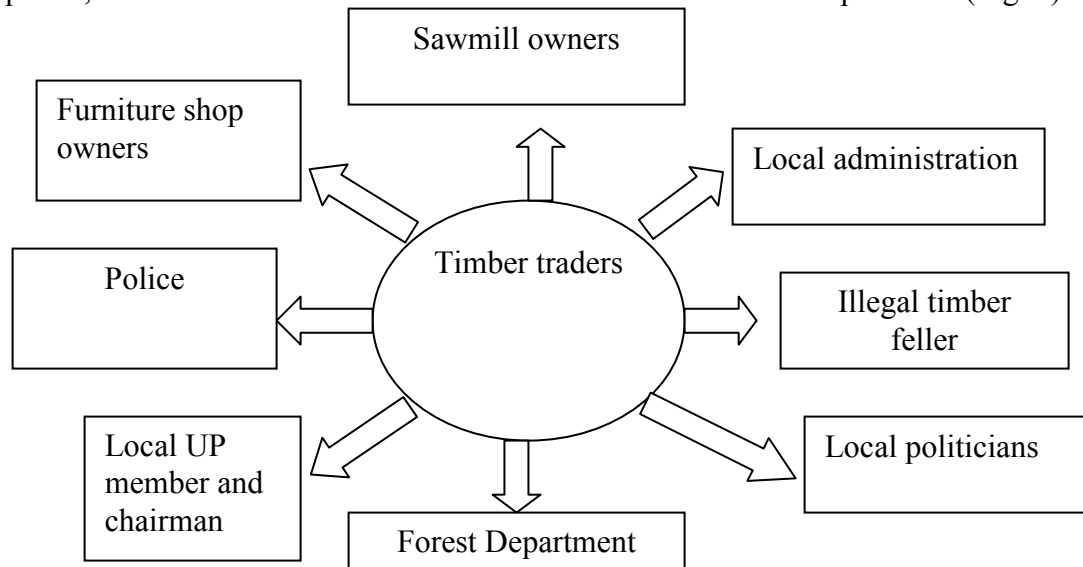 Sawmill owners
Furniture shop
owners
Local administration
Timber traders
Police
Illegal timber
feller
Local UP
member and
chairman
Local politicians
Forest Department